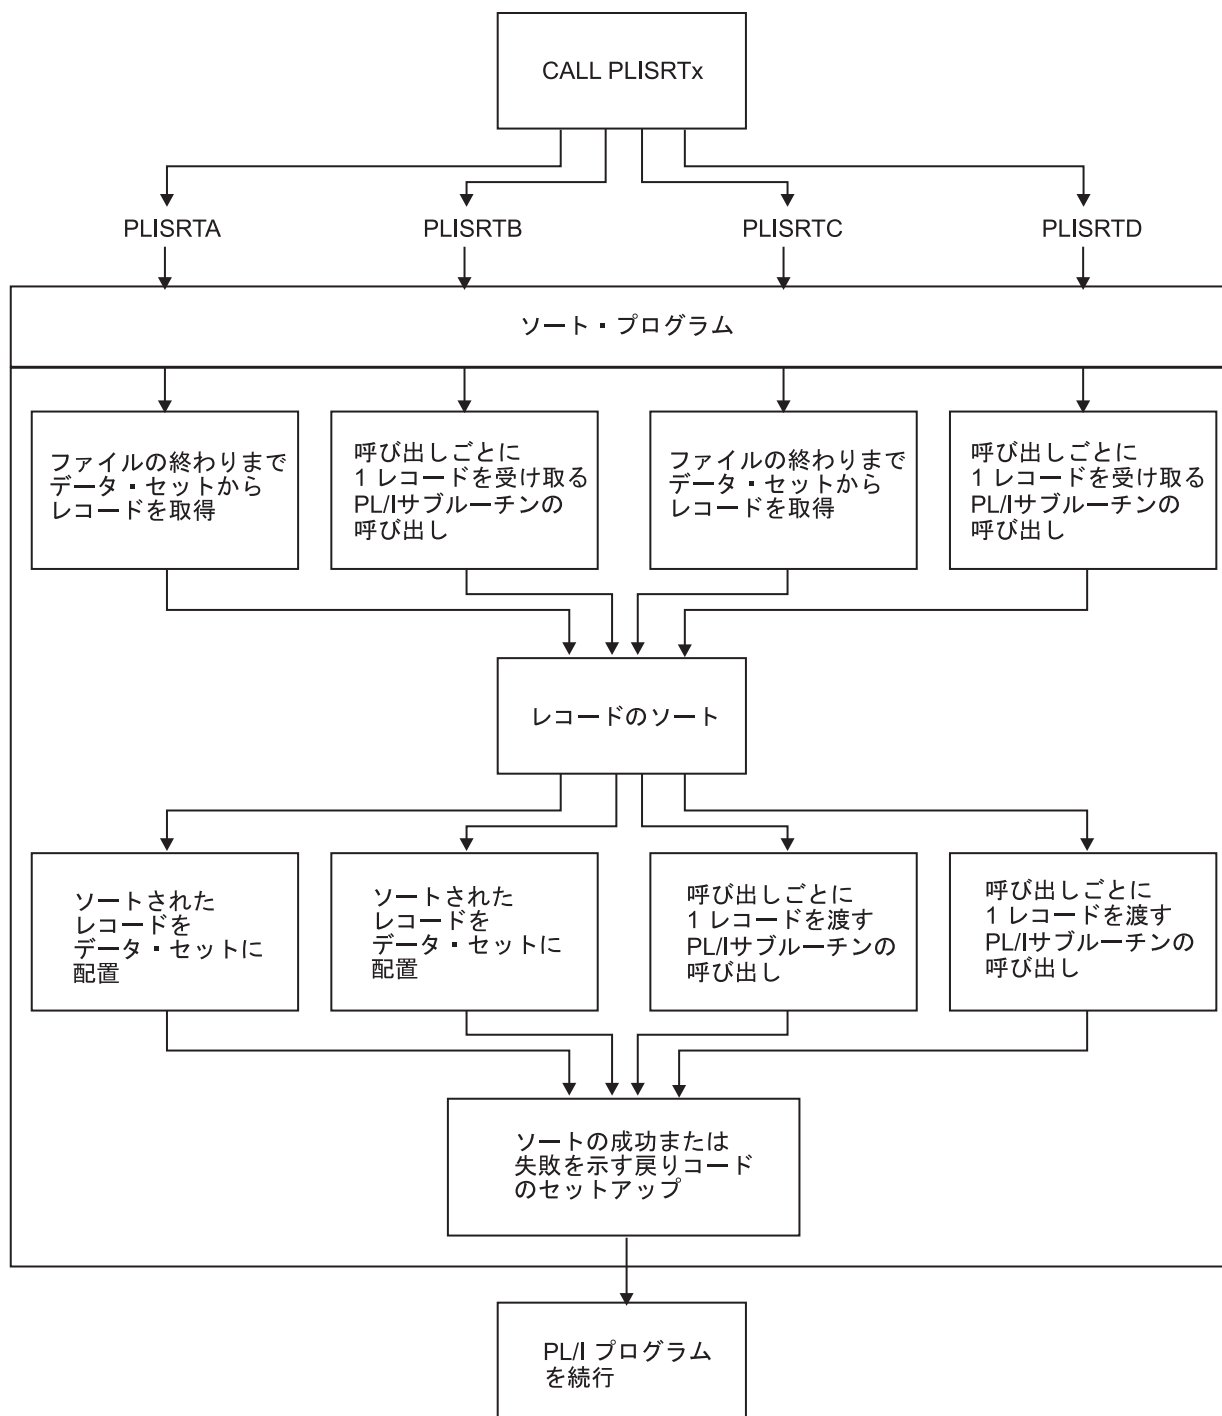 CALL PLISRTx
PLISRTA
PLISRTB
PLISRTC
PLISRTD
ソート・プログラム
ファイルの終わりまで
データ・セットから
レコードを取得
呼び出しごとに
1 レコードを受け取る
PL/Iサブルーチンの
呼び出し
ファイルの終わりまで
データ・セットから
レコードを取得
呼び出しごとに
1 レコードを受け取る
PL/Iサブルーチンの
呼び出し
レコードのソート
ソートされた
レコードを
データ・セットに
配置
ソートされた
レコードを
データ・セットに
配置
呼び出しごとに
1 レコードを渡す
PL/Iサブルーチンの
呼び出し
呼び出しごとに
1 レコードを渡す
PL/Iサブルーチンの
呼び出し
ソートの成功または
失敗を示す戻りコード
のセットアップ
PL/I プログラム
を続行